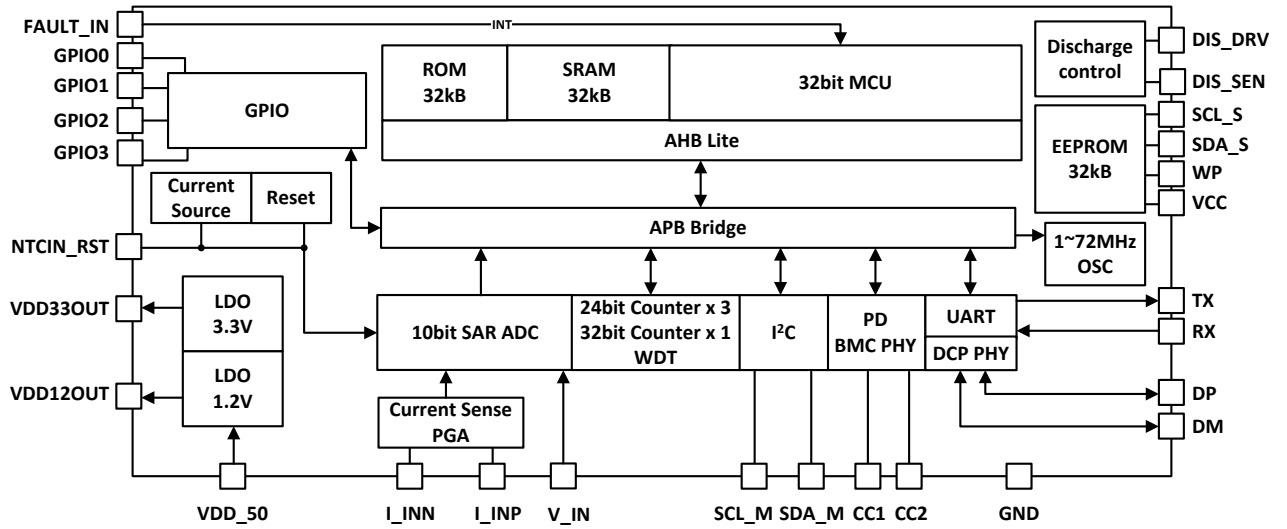 FAULT_IN
INT
GPIO0
GPIO1
GPIO2
GPIO3
GPIO
ROM
32kB
SRAM
32kB
32bit MCU
AHB Lite
Discharge
control
DIS_DRV
DIS_SEN
EEPROM
32kB
SCL_S
SDA_S
WP
VCC
Current
Source
Reset
NTCIN_RST
APB Bridge
1~72MHz
OSC
VDD33OUT
LDO
3.3V
VDD12OUT
LDO
1.2V
10bit SAR ADC
24bit Counter x 3
32bit Counter x 1
WDT
I²C
PD
BMC PHY
UART
DCP PHY
TX
RX
DP
DM
Current Sense
PGA
VDD_50
I_INN
I_INP
V_IN
SCL_M
SDA_M
CC1
CC2
GND